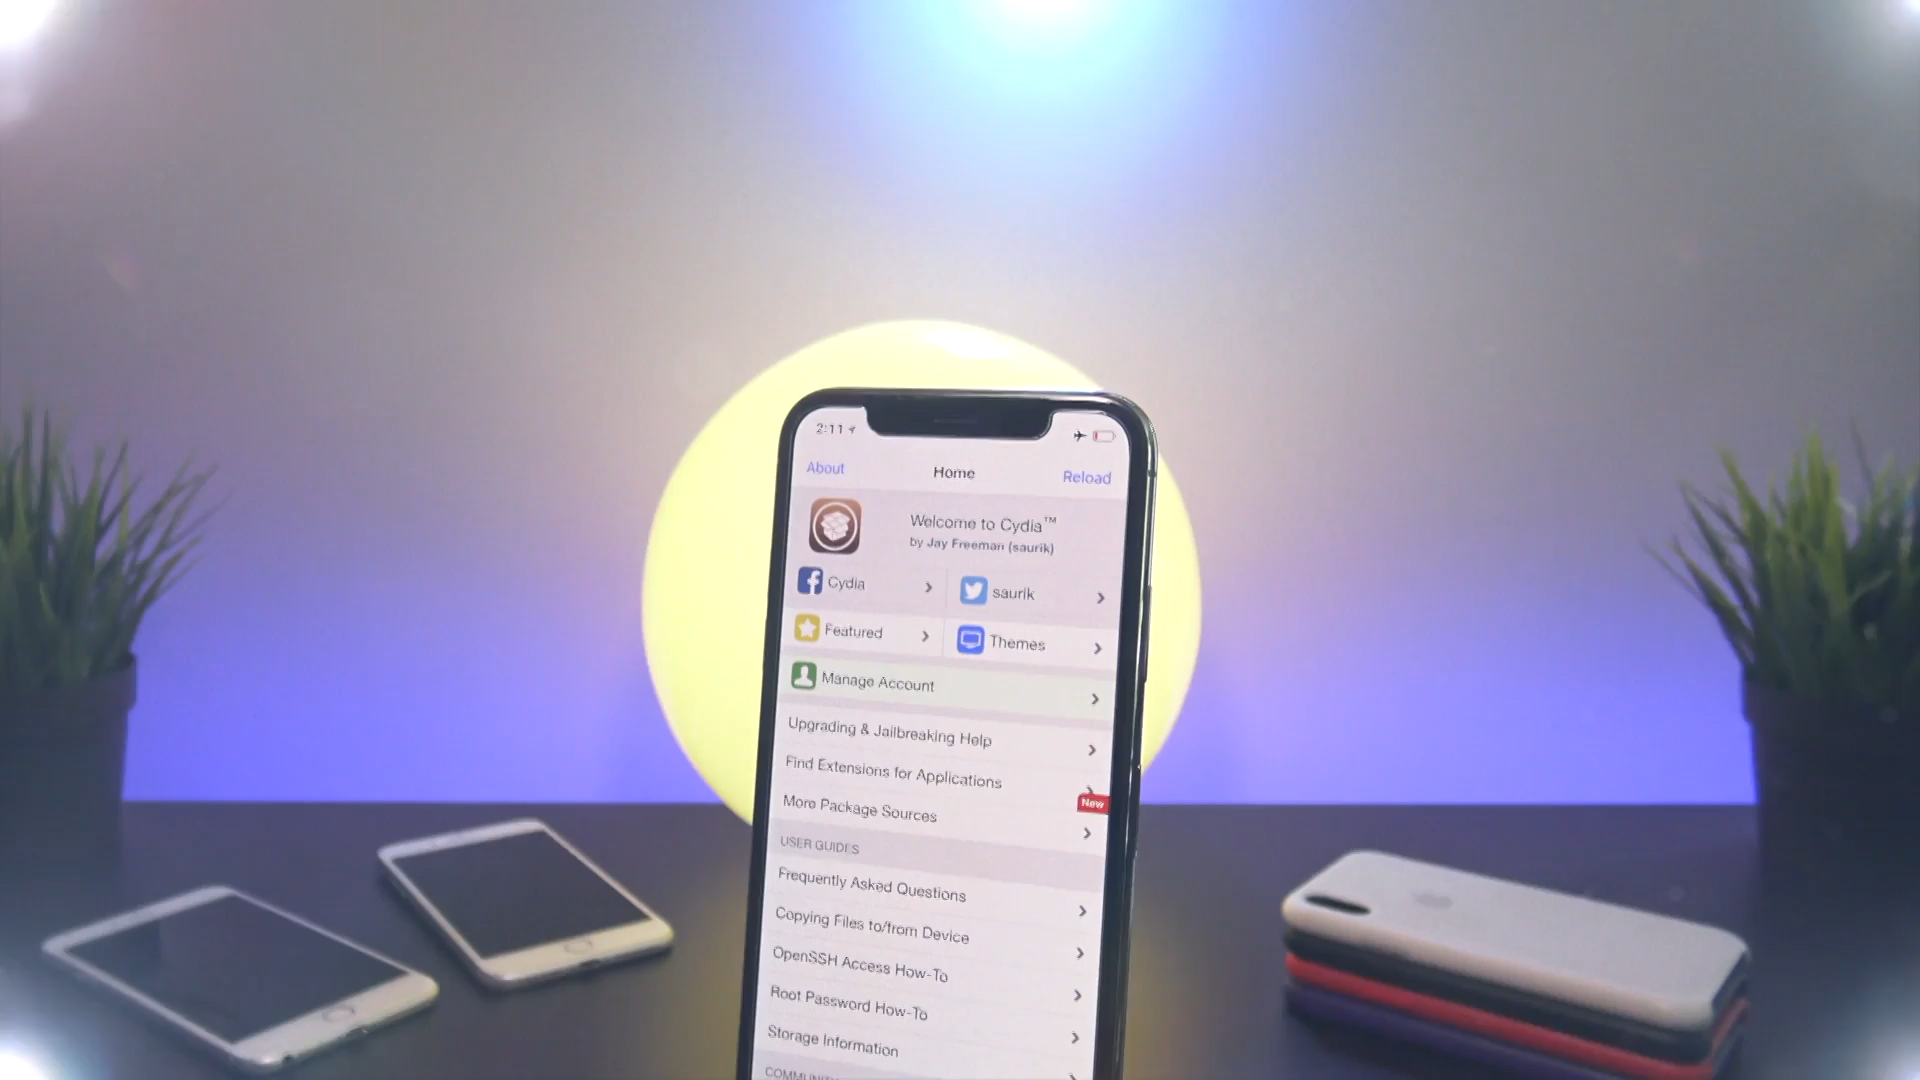 2:11
About Home Reload
Welcome to Cydia™
by Jay Freeman (saurik)
Cydia
saurik
Featured
Themes
Manage Account
Upgrading & Jailbreaking Help
Find Extensions for Applications
New
More Package Sources
USER GUIDES
Frequently Asked Questions
Copying Files to/from Device
OpenSSH Access How-To
Root Password How-To
Storage Information